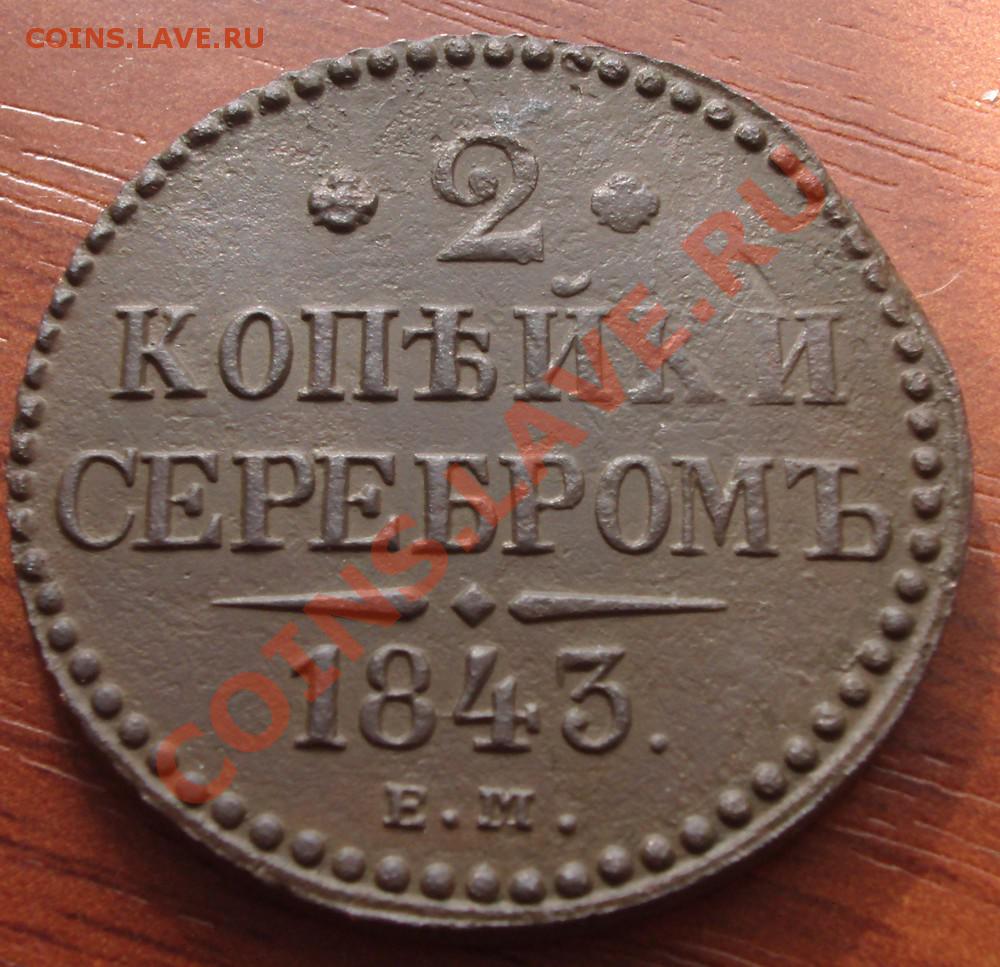 COINS.LAVE.RU
2
КОПѢЙКИ
СЕРЕБРОМЪ
1843.
Е.М.
COINS.LAVE.RU